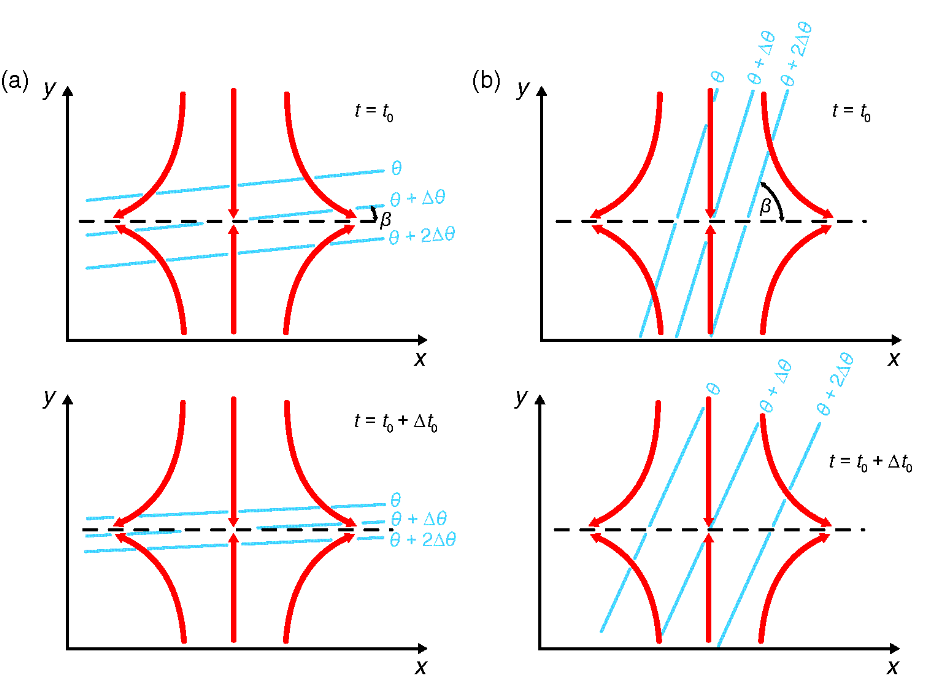 (a)
y
t = t₀
θ
θ + Δθ
β
θ + 2Δθ
x
(b)
y
θ
θ + Δθ
θ + 2Δθ
t = t₀
β
x
y
t = t₀ + Δt₀
θ
θ + Δθ
θ + 2Δθ
x
y
θ
θ + Δθ
θ + 2Δθ
t = t₀ + Δt₀
x